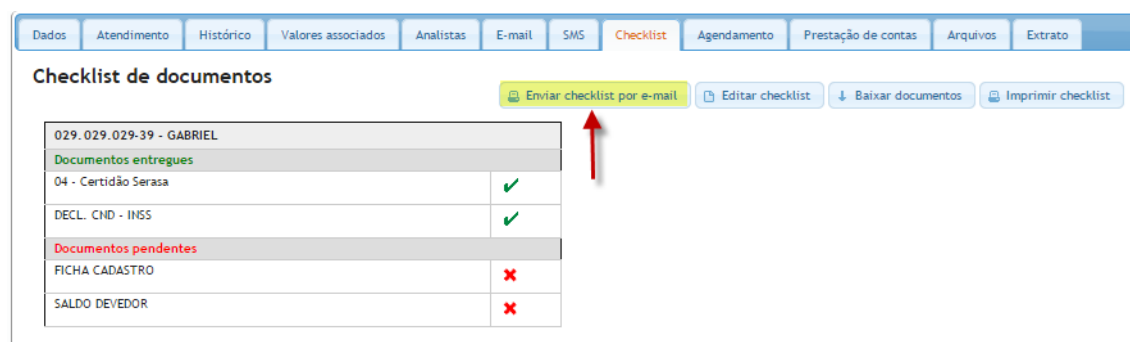 Dados Atendimento Histórico Valores associados Analistas E-mail SMS Checklist Agendamento Prestação de contas Arquivos Extrato
Checklist de documentos
Enviar checklist por e-mail Editar checklist Baixar documentos Imprimir checklist
029.029.029-39 - GABRIEL
Documentos entregues
04 - Certidão Serasa
DECL. CND - INSS
Documentos pendentes
FICHA CADASTRO
SALDO DEVEDOR